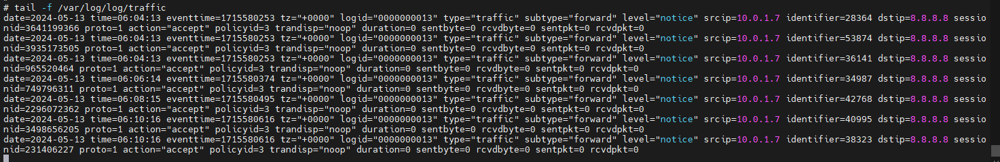 # tail -f /var/log/log/traffic
date=2024-05-13 time=06:04:13 eventtime=1715580253 tz="+0000" logid="0000000013" type="traffic" subtype="forward" level="notice" srcip=10.0.1.7 identifier=28364 dstip=8.8.8.8 sessio
nid=3641199366 proto=1 action="accept" policyid=3 trandisp="noop" duration=0 sentbyte=0 rcvdbyte=0 sentpkt=0 rcvdpkt=0
date=2024-05-13 time=06:04:13 eventtime=1715580253 tz="+0000" logid="0000000013" type="traffic" subtype="forward" level="notice" srcip=10.0.1.7 identifier=53874 dstip=8.8.8.8 sessio
nid=3935173505 proto=1 action="accept" policyid=3 trandisp="noop" duration=0 sentbyte=0 rcvdbyte=0 sentpkt=0 rcvdpkt=0
date=2024-05-13 time=06:04:13 eventtime=1715580253 tz="+0000" logid="0000000013" type="traffic" subtype="forward" level="notice" srcip=10.0.1.7 identifier=36141 dstip=8.8.8.8 sessio
nid=965520464 proto=1 action="accept" policyid=3 trandisp="noop" duration=0 sentbyte=0 rcvdbyte=0 sentpkt=0 rcvdpkt=0
date=2024-05-13 time=06:06:14 eventtime=1715580374 tz="+0000" logid="0000000013" type="traffic" subtype="forward" level="notice" srcip=10.0.1.7 identifier=34987 dstip=8.8.8.8 sessio
nid=749796311 proto=1 action="accept" policyid=3 trandisp="noop" duration=0 sentbyte=0 rcvdbyte=0 sentpkt=0 rcvdpkt=0
date=2024-05-13 time=06:08:15 eventtime=1715580495 tz="+0000" logid="0000000013" type="traffic" subtype="forward" level="notice" srcip=10.0.1.7 identifier=42768 dstip=8.8.8.8 sessio
nid=2296072362 proto=1 action="accept" policyid=3 trandisp="noop" duration=0 sentbyte=0 rcvdbyte=0 sentpkt=0 rcvdpkt=0
date=2024-05-13 time=06:10:16 eventtime=1715580616 tz="+0000" logid="0000000013" type="traffic" subtype="forward" level="notice" srcip=10.0.1.7 identifier=40995 dstip=8.8.8.8 sessio
nid=3498656205 proto=1 action="accept" policyid=3 trandisp="noop" duration=0 sentbyte=0 rcvdbyte=0 sentpkt=0 rcvdpkt=0
date=2024-05-13 time=06:10:16 eventtime=1715580616 tz="+0000" logid="0000000013" type="traffic" subtype="forward" level="notice" srcip=10.0.1.7 identifier=38323 dstip=8.8.8.8 sessio
nid=231406227 proto=1 action="accept" policyid=3 trandisp="noop" duration=0 sentbyte=0 rcvdbyte=0 sentpkt=0 rcvdpkt=0